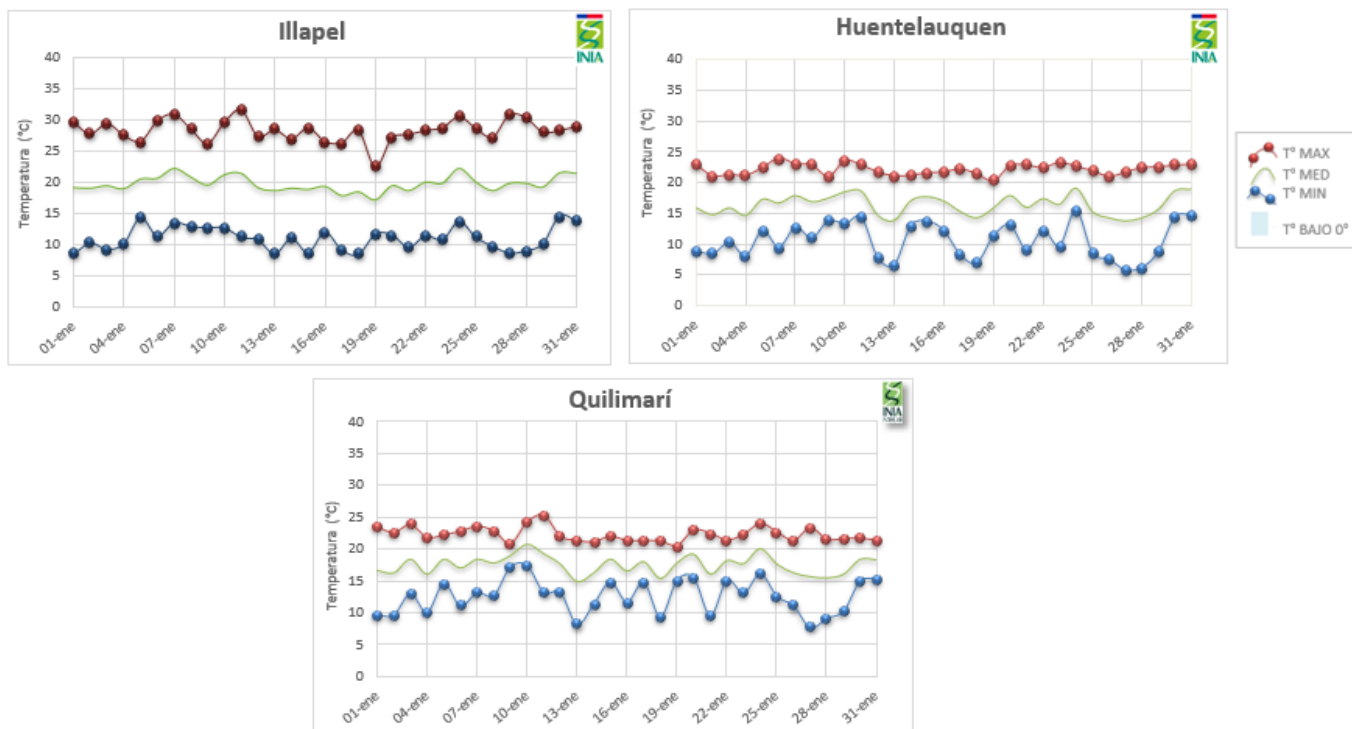 Illapel
INIA
Temperatura (°C)
40
35
30
25
20
15
10
5
0
01-ene
04-ene
07-ene
10-ene
13-ene
16-ene
19-ene
22-ene
25-ene
28-ene
31-ene
Huentelauquen
INIA
Temperatura (°C)
40
35
30
25
20
15
10
5
0
01-ene
04-ene
07-ene
10-ene
13-ene
16-ene
19-ene
22-ene
25-ene
28-ene
31-ene
T° MAX
T° MED
T° MIN
T° BAJO 0°
Quilimarí
INIA
Temperatura (°C)
40
35
30
25
20
15
10
5
0
01-ene
04-ene
07-ene
10-ene
13-ene
16-ene
19-ene
22-ene
25-ene
28-ene
31-ene